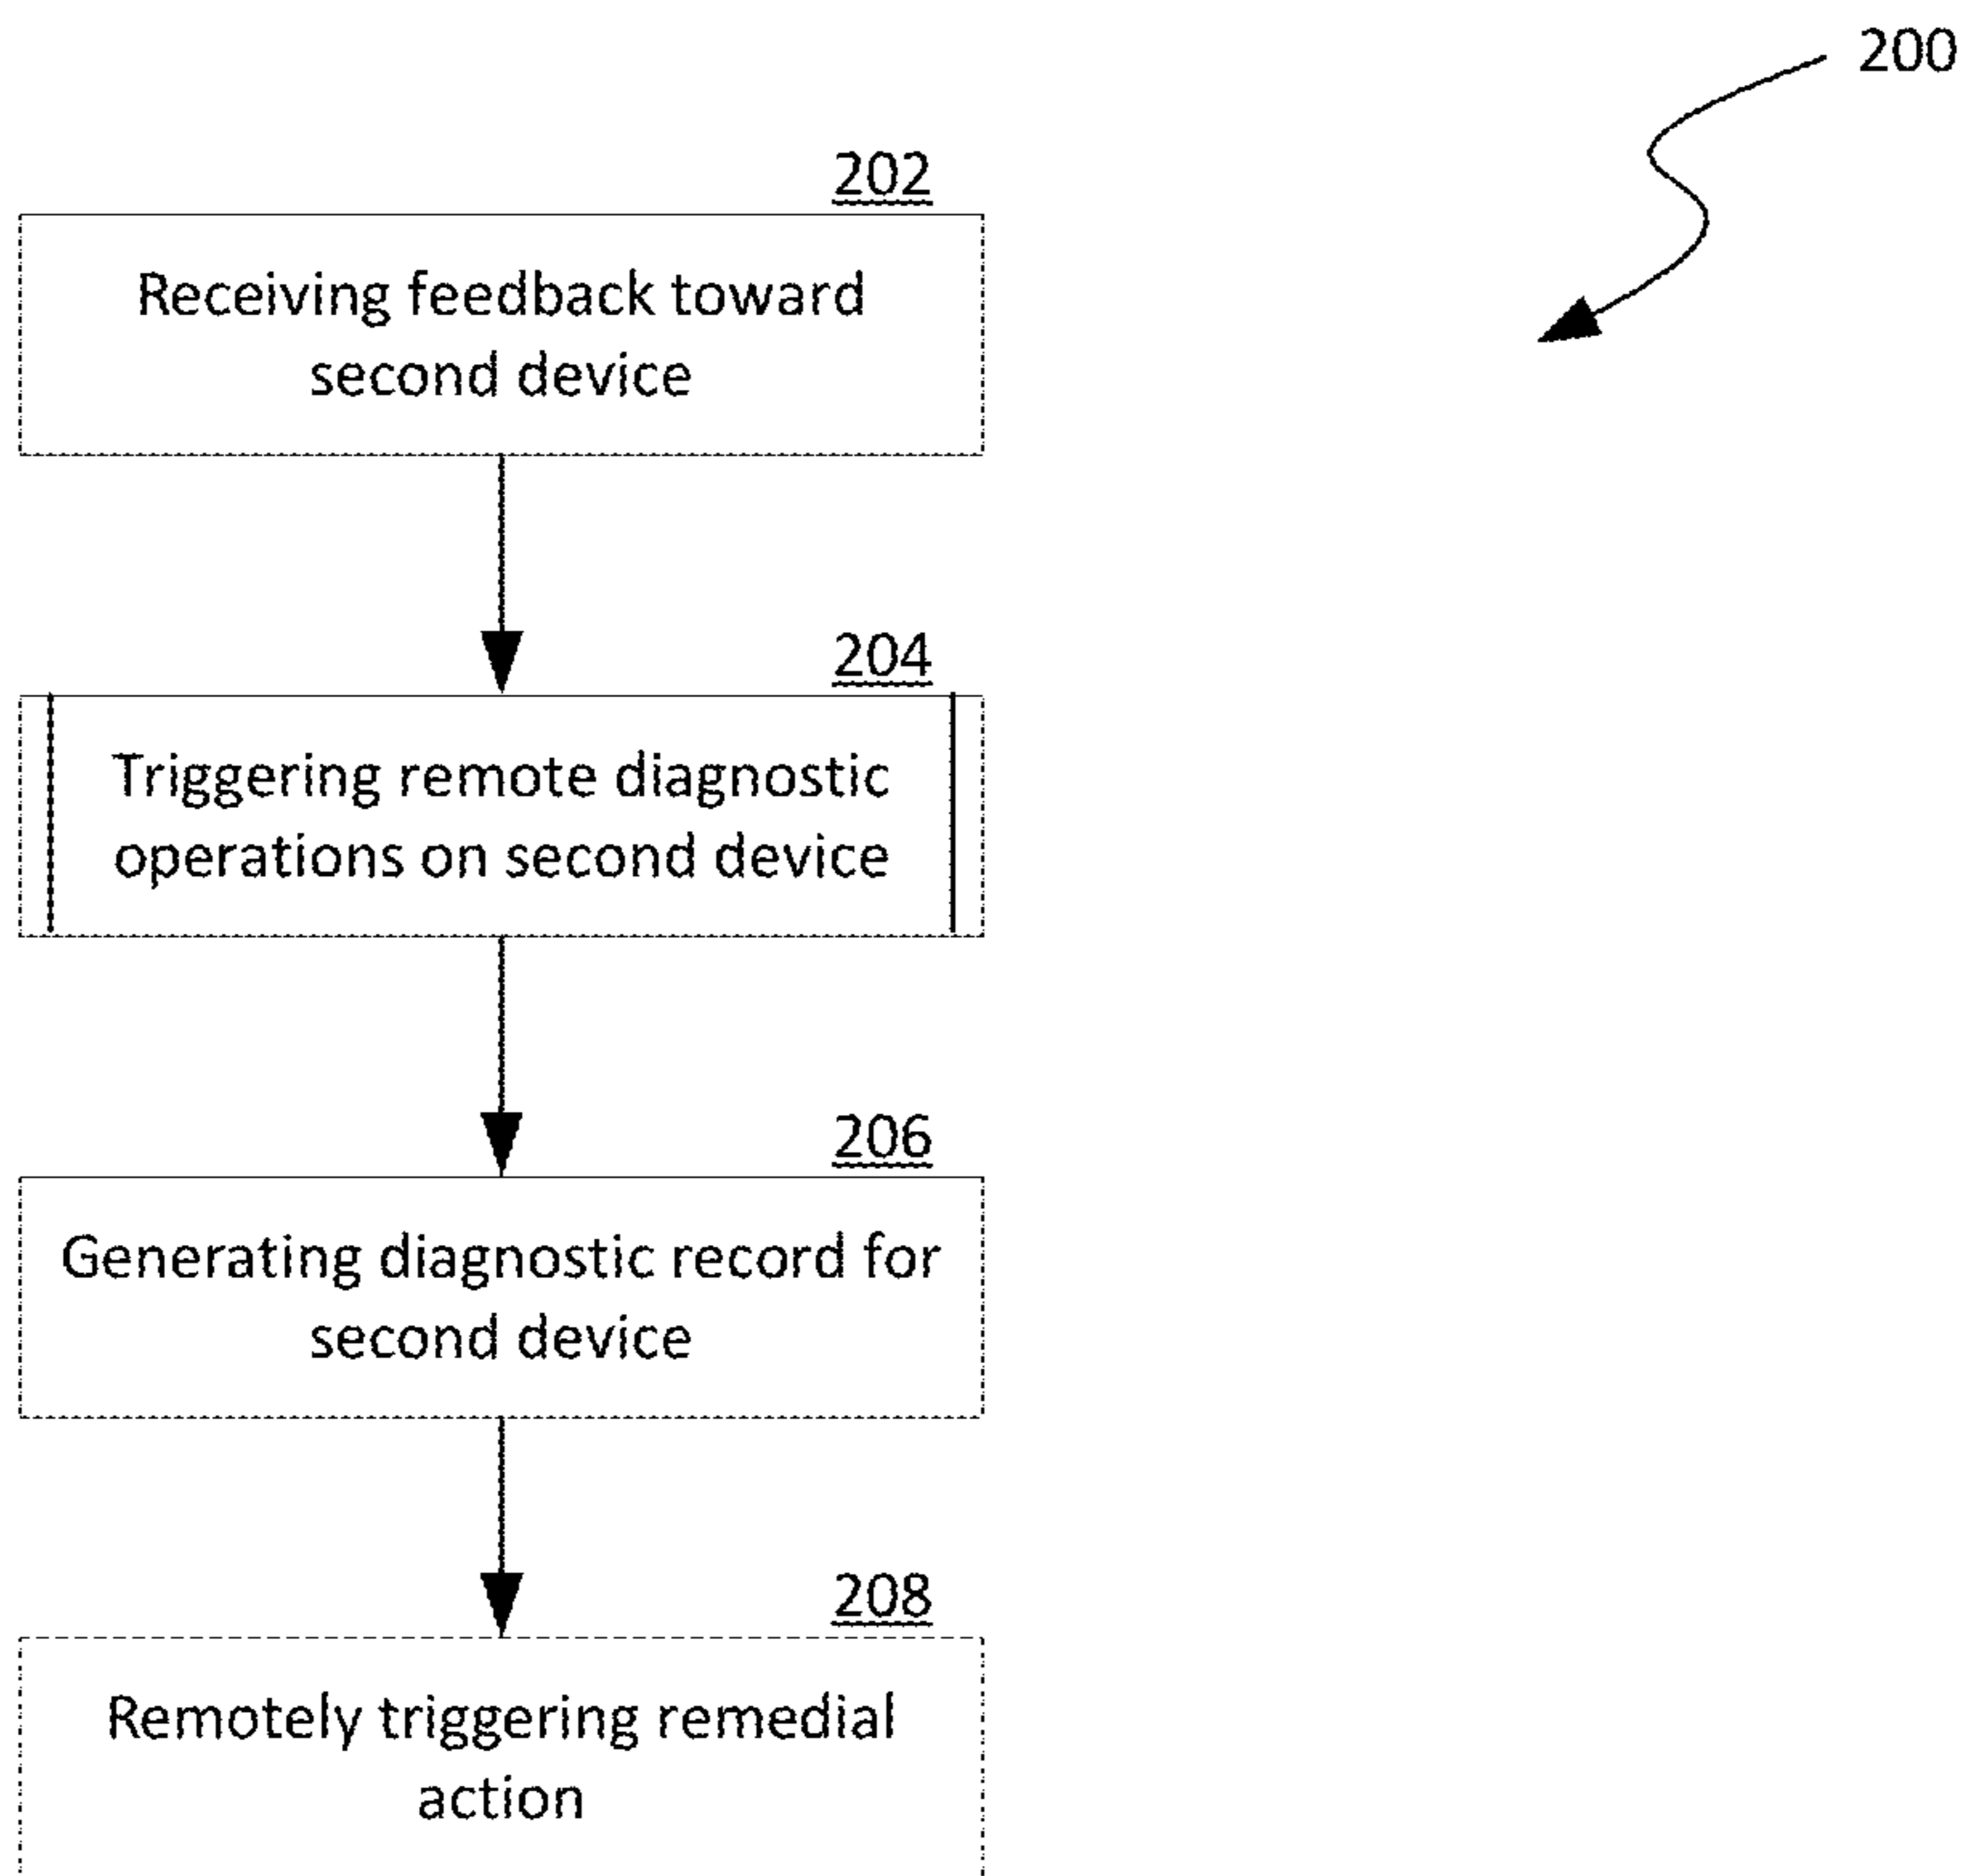 200
202
Receiving feedback toward
second device
204
Triggering remote diagnostic
operations on second device
206
Generating diagnostic record for
second device
208
Remotely triggering remedial
action